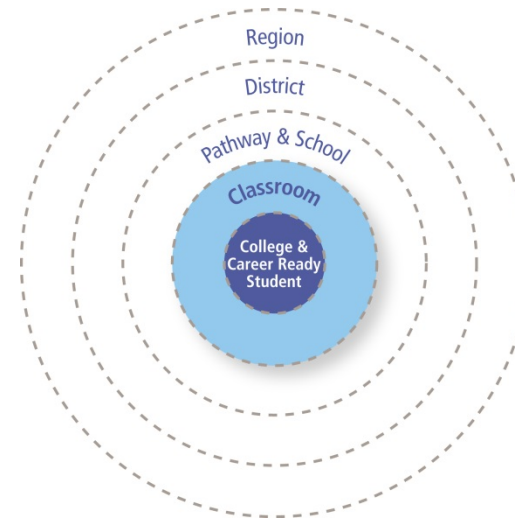 Region
District
Pathway & School
Classroom
College &
Career Ready
Student